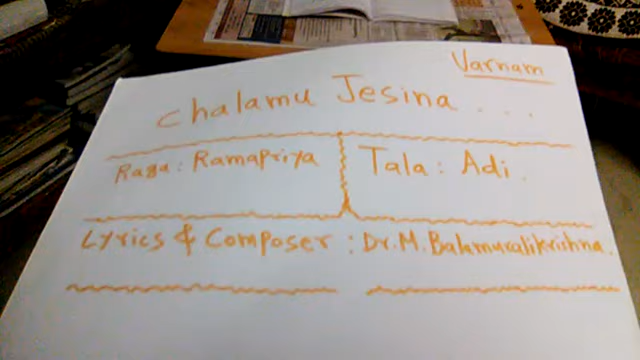 Varnam
Chalamu Jesina . . .
Raga : Ramapriya
Tala : Adi .
Lyrics & Composer : Dr. M. Balamuralikrishna.